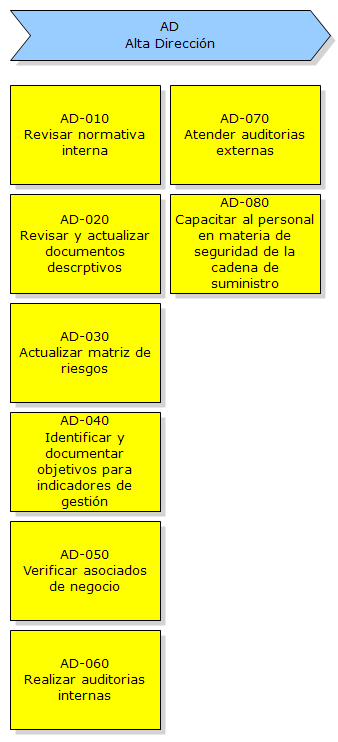 AD
Alta Dirección
AD-010
Revisar normativa
interna
AD-020
Revisar y actualizar
documentos
descrptivos
AD-030
Actualizar matriz de
riesgos
AD-040
Identificar y
documentar
objetivos para
indicadores de
gestión
AD-050
Verificar asociados
de negocio
AD-060
Realizar auditorias
internas
AD-070
Atender auditorias
externas
AD-080
Capacitar al personal
en materia de
seguridad de la
cadena de
suministro